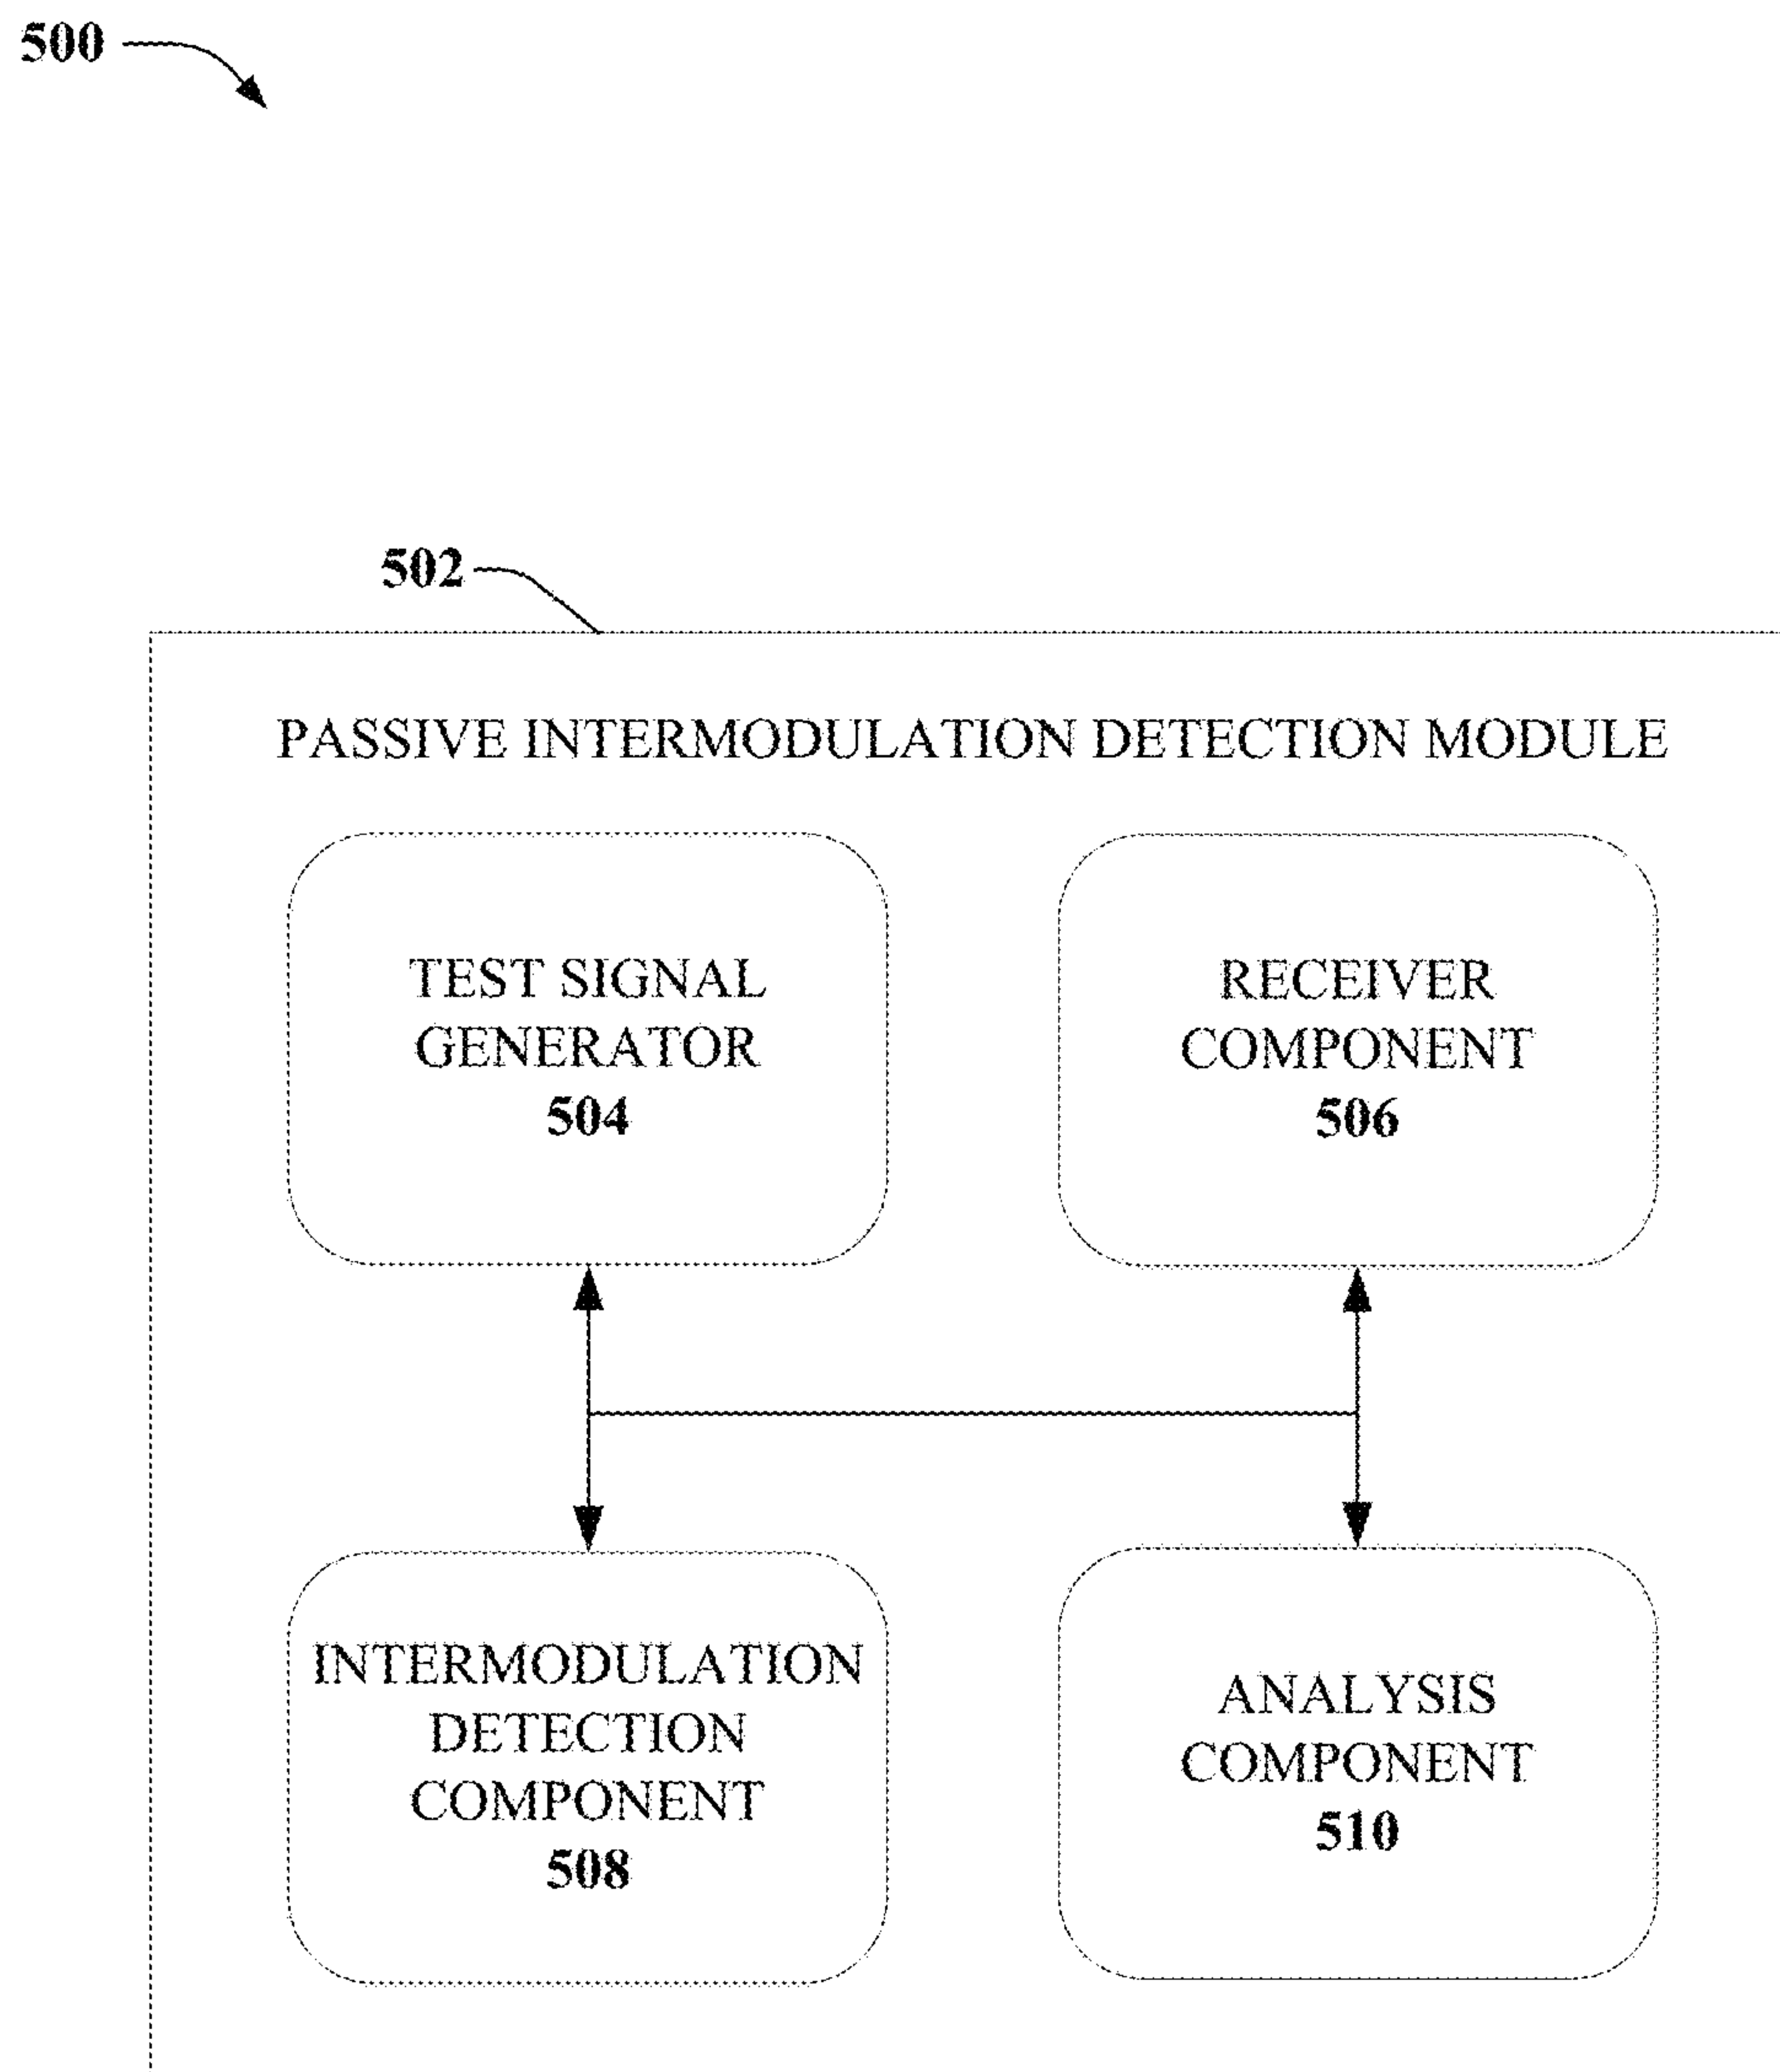 500
502
PASSIVE INTERMODULATION DETECTION MODULE
TEST SIGNAL
GENERATOR
504
RECEIVER
COMPONENT
506
INTERMODULATION
DETECTION
COMPONENT
508
ANALYSIS
COMPONENT
510